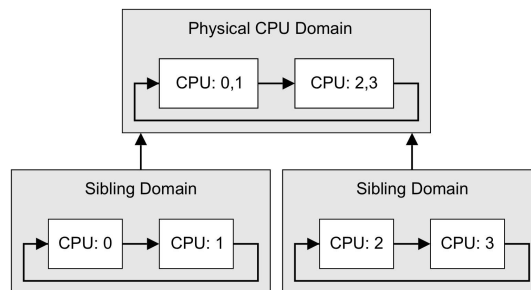 Physical CPU Domain
CPU: 0,1
CPU: 2,3
Sibling Domain
CPU: 0
CPU: 1
Sibling Domain
CPU: 2
CPU: 3